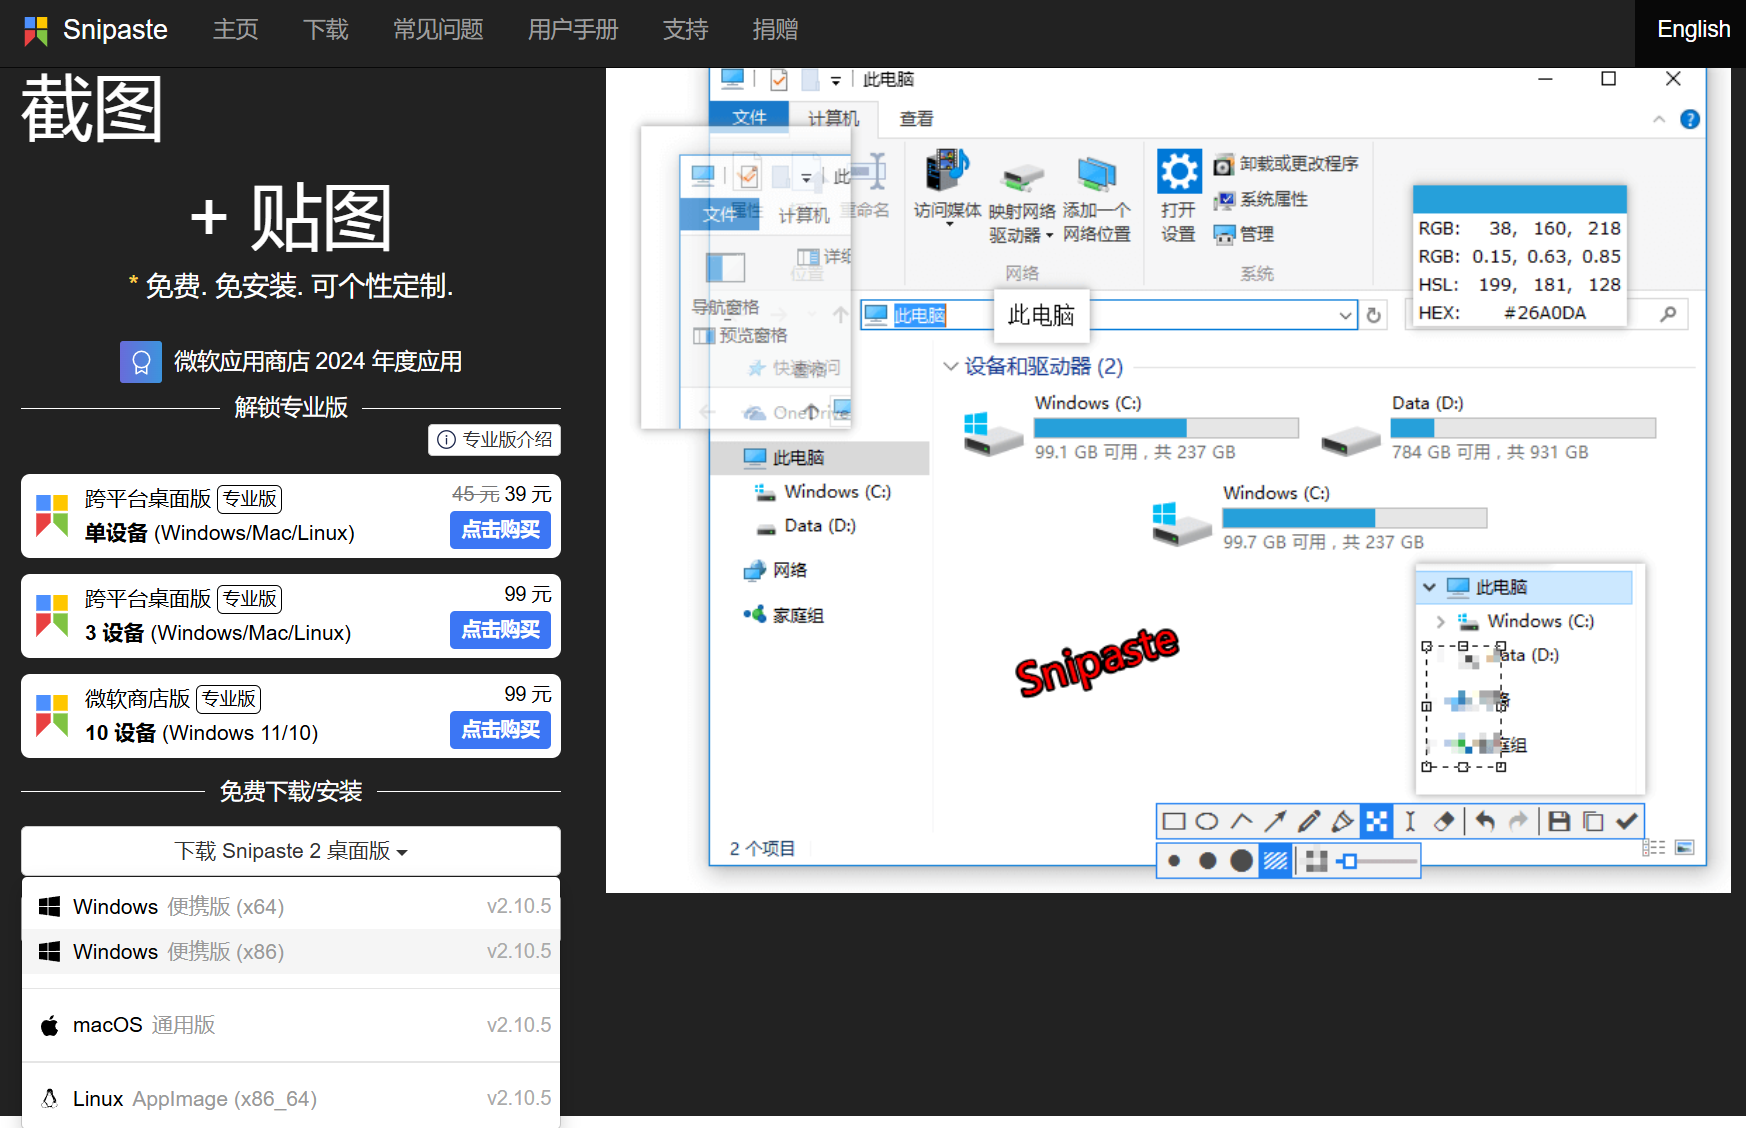 Snipaste 主页 下载 常见问题 用户手册 支持 捐赠 English
截图
+ 贴图
* 免费. 免安装. 可个性定制.
微软应用商店 2024 年度应用
解锁专业版
专业版介绍
跨平台桌面版 专业版 45 元 39 元
单设备 (Windows/Mac/Linux) 点击购买
跨平台桌面版 专业版 99 元
3 设备 (Windows/Mac/Linux) 点击购买
微软商店版 专业版 99 元
10 设备 (Windows 11/10) 点击购买
免费下载/安装
下载 Snipaste 2 桌面版
Windows 便携版 (x64) v2.10.5
Windows 便携版 (x86) v2.10.5
macOS 通用版 v2.10.5
Linux AppImage (x86_64) v2.10.5
此电脑
文件 计算机 查看
属性 重命名
访问媒体 映射网络驱动器 添加一个网络位置
网络
打开设置
卸载或更改程序
系统属性
管理
系统
位置
此
文件 计算机
详细
导航窗格
预览窗格
快速访问
OneDrive
此电脑
此电脑
RGB: 38, 160, 218
RGB: 0.15, 0.63, 0.85
HSL: 199, 181, 128
HEX: #26A0DA
此电脑
Windows (C:)
Data (D:)
网络
家庭组
设备和驱动器 (2)
Windows (C:)
99.1 GB 可用，共 237 GB
Data (D:)
784 GB 可用，共 931 GB
Windows (C:)
99.7 GB 可用，共 237 GB
Snipaste
此电脑
Windows (C:)
ata (D:)
络
庭组
2 个项目